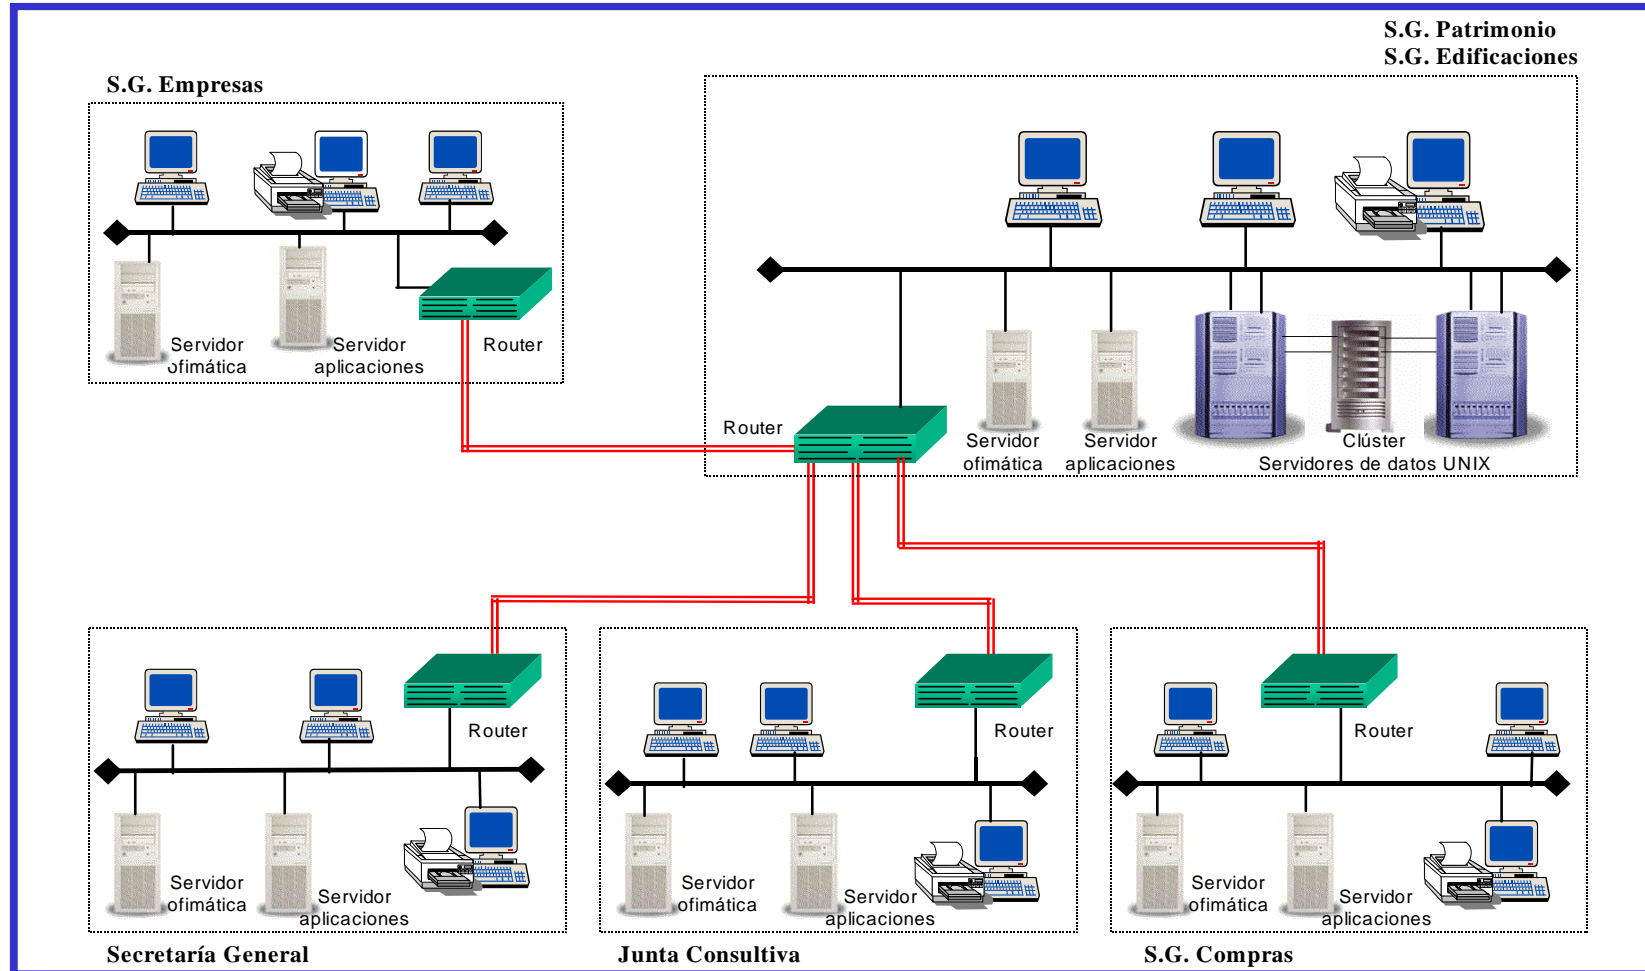 S.G. Patrimonio
S.G. Edificaciones
S.G. Empresas
Servidor
ofimática
Servidor
aplicaciones
Router
Router
Servidor
ofimática
Servidor
aplicaciones
Clúster
Servidores de datos UNIX
Router
Servidor
ofimática
Servidor
aplicaciones
Secretaría General
Router
Servidor
ofimática
Servidor
aplicaciones
Junta Consultiva
Router
Servidor
ofimática
Servidor
aplicaciones
S.G. Compras